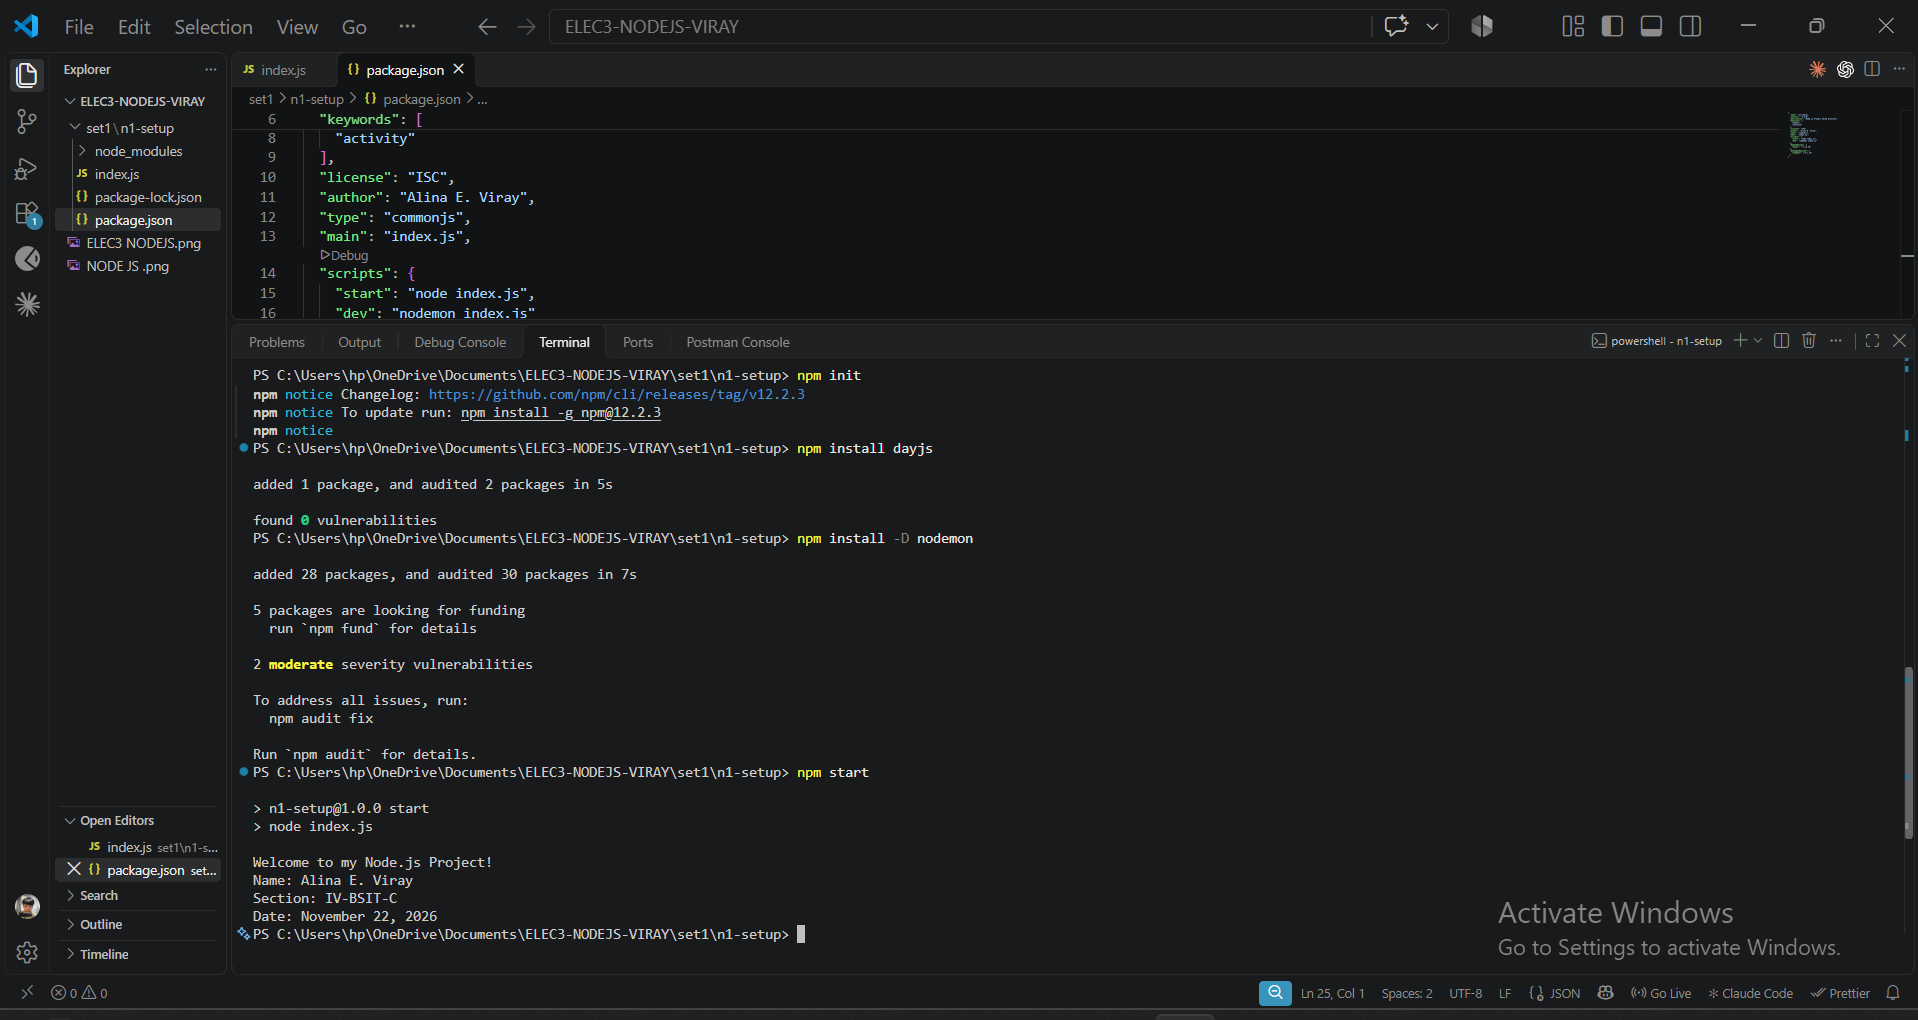 File Edit Selection View Go ··· ELEC3-NODEJS-VIRAY
Explorer ···
ELEC3-NODEJS-VIRAY
set1\n1-setup
node_modules
JS index.js
{} package-lock.json
{} package.json
ELEC3 NODEJS.png
NODE JS .png
1
Open Editors
JS index.js set1\n1-s...
{} package.json set...
Search
Outline
Timeline
JS index.js {} package.json
set1 > n1-setup > {} package.json > ...
6 "keywords": [
8 "activity"
9 ],
10 "license": "ISC",
11 "author": "Alina E. Viray",
12 "type": "commonjs",
13 "main": "index.js",
Debug
14 "scripts": {
15 "start": "node index.js",
16 "dev": "nodemon index.js"
Problems Output Debug Console Terminal Ports Postman Console powershell - n1-setup
PS C:\Users\hp\OneDrive\Documents\ELEC3-NODEJS-VIRAY\set1\n1-setup> npm init
npm notice Changelog: https://github.com/npm/cli/releases/tag/v12.2.3
npm notice To update run: npm install -g npm@12.2.3
npm notice
PS C:\Users\hp\OneDrive\Documents\ELEC3-NODEJS-VIRAY\set1\n1-setup> npm install dayjs
added 1 package, and audited 2 packages in 5s
found 0 vulnerabilities
PS C:\Users\hp\OneDrive\Documents\ELEC3-NODEJS-VIRAY\set1\n1-setup> npm install -D nodemon
added 28 packages, and audited 30 packages in 7s
5 packages are looking for funding
run `npm fund` for details
2 moderate severity vulnerabilities
To address all issues, run:
npm audit fix
Run `npm audit` for details.
PS C:\Users\hp\OneDrive\Documents\ELEC3-NODEJS-VIRAY\set1\n1-setup> npm start
> n1-setup@1.0.0 start
> node index.js
Welcome to my Node.js Project!
Name: Alina E. Viray
Section: IV-BSIT-C
Date: November 22, 2026
PS C:\Users\hp\OneDrive\Documents\ELEC3-NODEJS-VIRAY\set1\n1-setup>
Activate Windows
Go to Settings to activate Windows.
0 0 Ln 25, Col 1 Spaces: 2 UTF-8 LF {} JSON Go Live Claude Code Prettier